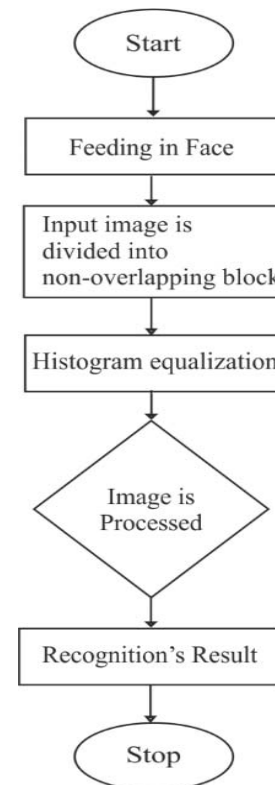 Start
Feeding in Face
Input image is
divided into
non-overlapping block
Histogram equalization
Image is
Processed
Recognition's Result
Stop